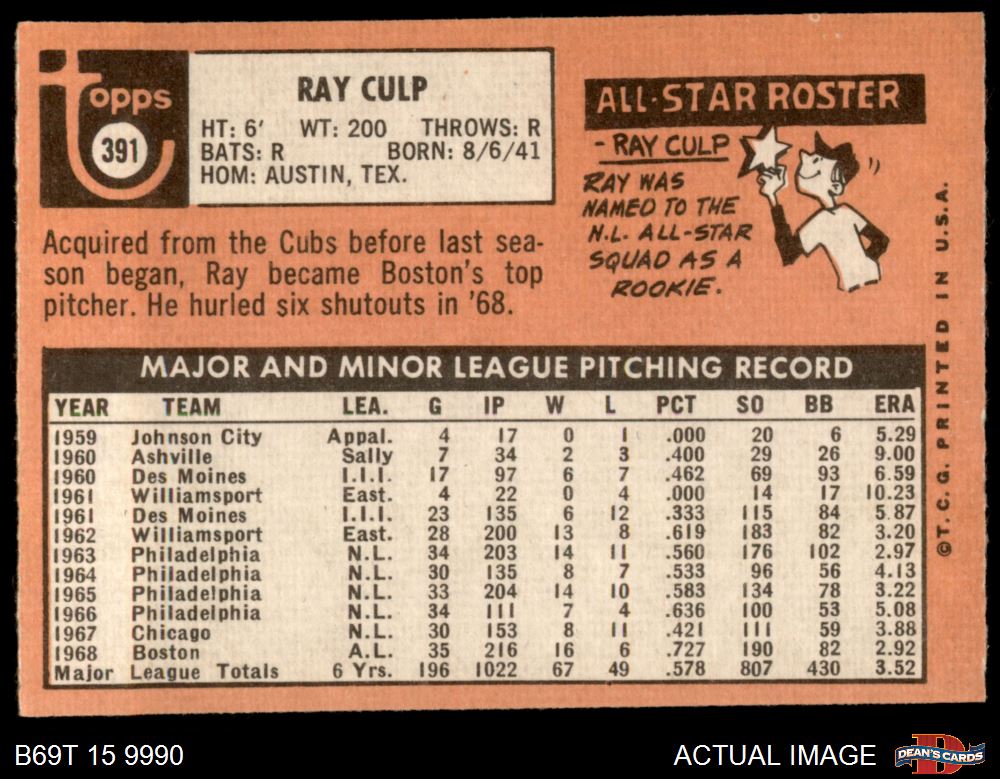 Topps
391
RAY CULP
HT: 6' WT: 200 THROWS: R
BATS: R BORN: 8/6/41
HOM: AUSTIN, TEX.
Acquired from the Cubs before last sea-
son began, Ray became Boston's top
pitcher. He hurled six shutouts in '68.
ALL-STAR ROSTER
- RAY CULP
RAY WAS
NAMED TO THE
N.L. ALL-STAR
SQUAD AS A
ROOKIE.
MAJOR AND MINOR LEAGUE PITCHING RECORD
YEAR TEAM LEA. G IP W L PCT SO BB ERA
1959 Johnson City Appal. 4 17 0 1 .000 20 6 5.29
1960 Ashville Sally 7 34 2 3 .400 29 26 9.00
1960 Des Moines I.I.I. 17 97 6 7 .462 69 93 6.59
1961 Williamsport East. 4 22 0 4 .000 14 17 10.23
1961 Des Moines I.I.I. 23 135 6 12 .333 115 84 5.87
1962 Williamsport East. 28 200 13 8 .619 183 82 3.20
1963 Philadelphia N.L. 34 203 14 11 .560 176 102 2.97
1964 Philadelphia N.L. 30 135 8 7 .533 96 56 4.13
1965 Philadelphia N.L. 33 204 14 10 .583 134 78 3.22
1966 Philadelphia N.L. 34 111 7 4 .636 100 53 5.08
1967 Chicago N.L. 30 153 8 11 .421 111 59 3.88
1968 Boston A.L. 35 216 16 6 .727 190 82 2.92
Major League Totals 6 Yrs. 196 1022 67 49 .578 807 430 3.52
©T.C.G. PRINTED IN U.S.A.
B69T 15 9990
ACTUAL IMAGE
D
DEAN'S CARDS